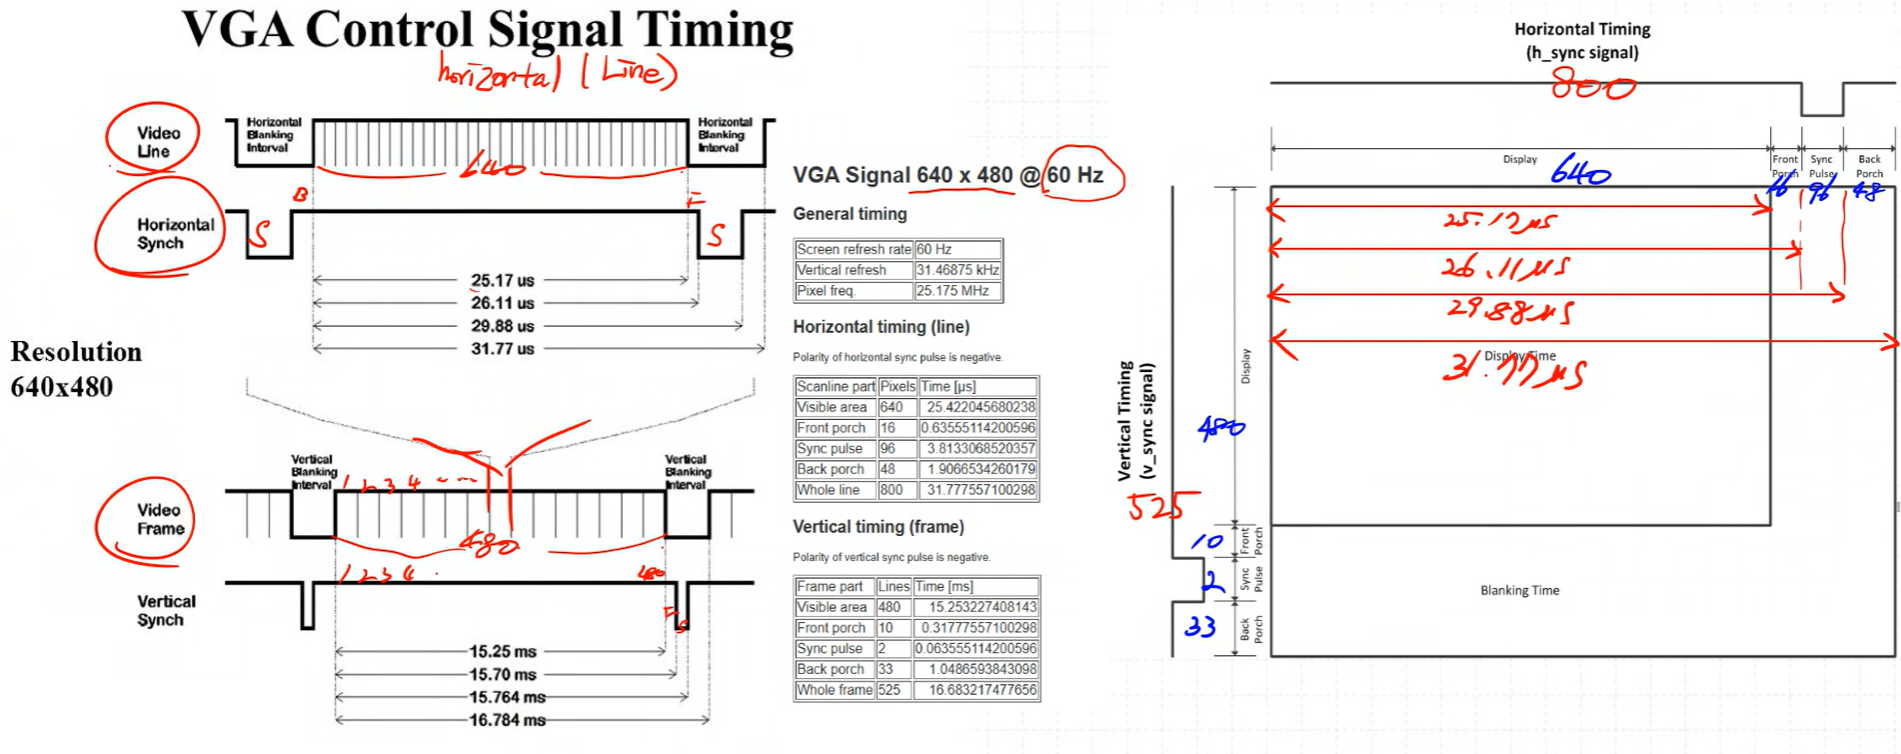 VGA Control Signal Timing
horizontal (Line)
Video
Line
Horizontal
Blanking
Interval
Horizontal
Blanking
Interval
640
B
F
Horizontal
Synch
S
S
25.17 us
26.11 us
29.88 us
31.77 us
Resolution
640x480
Vertical
Blanking
Interval
Vertical
Blanking
Interval
1 2 3 4
Video
Frame
480
1 2 3 4
480
Vertical
Synch
F
S
15.25 ms
15.70 ms
15.764 ms
16.784 ms
VGA Signal 640 x 480 @ 60 Hz
General timing
Screen refresh rate 60 Hz
Vertical refresh 31.46875 kHz
Pixel freq. 25.175 MHz
Horizontal timing (line)
Polarity of horizontal sync pulse is negative.
Scanline part Pixels Time [µs]
Visible area 640 25.422045680238
Front porch 16 0.63555114200596
Sync pulse 96 3.8133068520357
Back porch 48 1.9066534260179
Whole line 800 31.777557100298
Vertical timing (frame)
Polarity of vertical sync pulse is negative.
Frame part Lines Time [ms]
Visible area 480 15.253227408143
Front porch 10 0.31777557100298
Sync pulse 2 0.063555114200596
Back porch 33 1.0486593843098
Whole frame 525 16.683217477656
Horizontal Timing
(h_sync signal)
800
Display
Front
Porch
Sync
Pulse
Back
Porch
640
16
96
48
25.17 µs
26.11 µs
29.88 µs
Display Time
31.77 µs
Vertical Timing
(v_sync signal)
525
Display
480
10
Front
Porch
2
Sync
Pulse
33
Back
Porch
Blanking Time